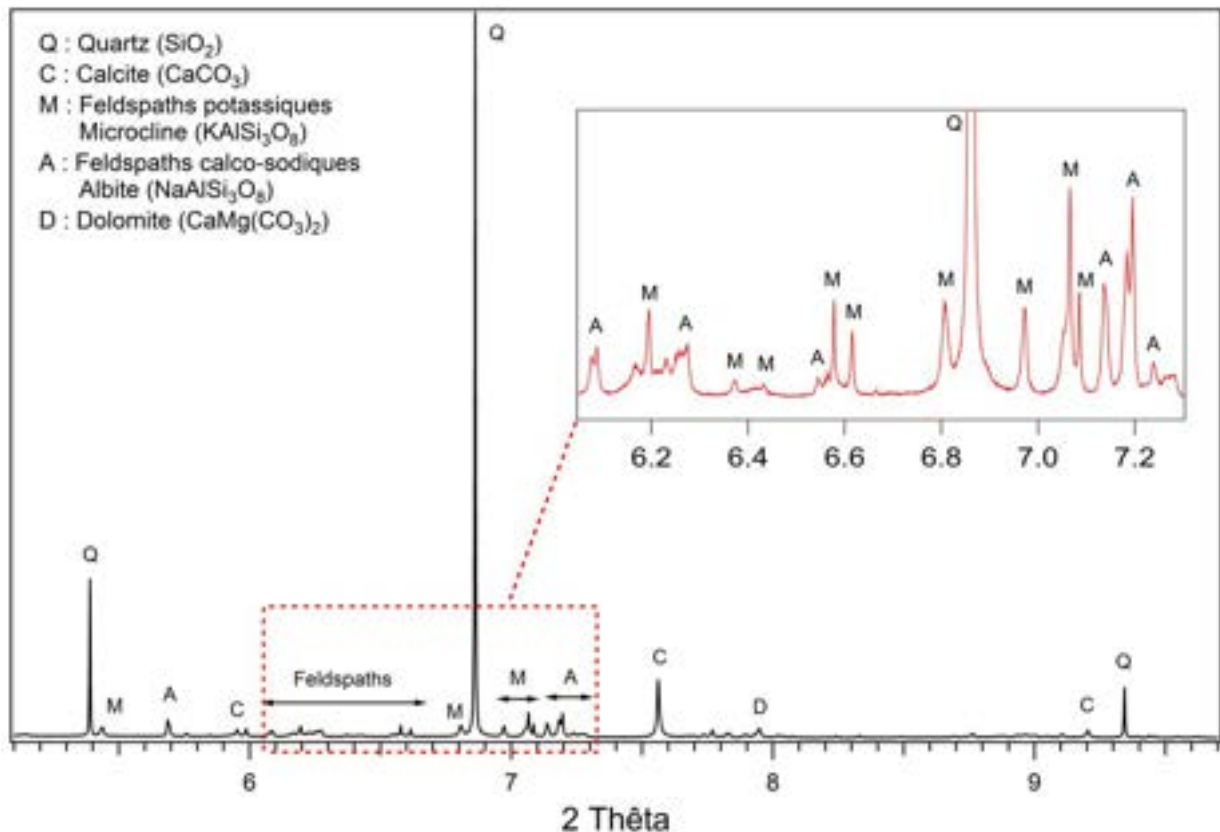 Q : Quartz (SiO₂)
C : Calcite (CaCO₃)
M : Feldspaths potassiques
Microcline (KAlSi₃O₈)
A : Feldspaths calco-sodiques
Albite (NaAlSi₃O₈)
D : Dolomite (CaMg(CO₃)₂)
Q
Q
A
M
A
M
M
A
M
M
M
M
M
M
A
A
A
6.2 6.4 6.6 6.8 7.0 7.2
Q
M
A
C
Feldspaths
M
M
A
C
D
C
Q
6 7 8 9
2 Thêta